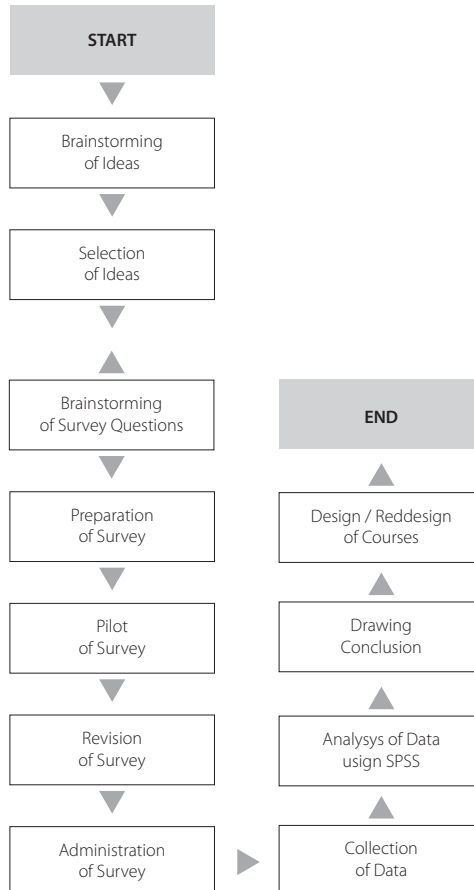 START
Brainstorming
of Ideas
Selection
of Ideas
Brainstorming
of Survey Questions
Preparation
of Survey
Pilot
of Survey
Revision
of Survey
Administration
of Survey
Collection
of Data
Analysys of Data
usign SPSS
Drawing
Conclusion
Design / Reddesign
of Courses
END